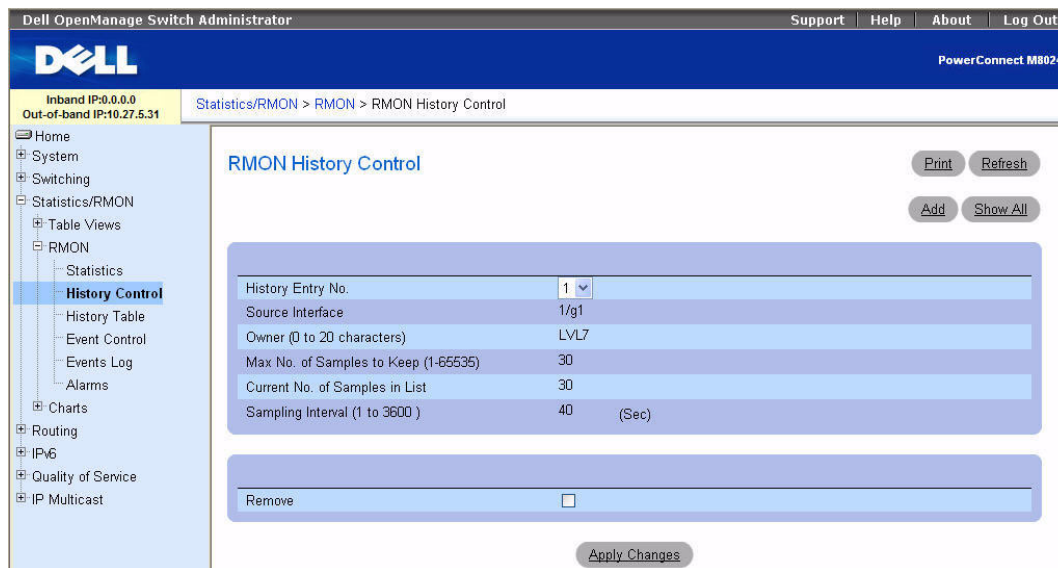 Dell OpenManage Switch Administrator
Support | Help | About | Log Out
DELL
PowerConnect M8024
Inband IP:0.0.0.0
Out-of-band IP:10.27.5.31
Statistics/RMON > RMON > RMON History Control
Home
System
Switching
Statistics/RMON
Table Views
RMON
Statistics
History Control
History Table
Event Control
Events Log
Alarms
Charts
Routing
IPv6
Quality of Service
IP Multicast
RMON History Control
Print Refresh
Add Show All
History Entry No. 1
Source Interface 1/g1
Owner (0 to 20 characters) LVL7
Max No. of Samples to Keep (1-65535) 30
Current No. of Samples in List 30
Sampling Interval (1 to 3600 ) 40 (Sec)
Remove
Apply Changes